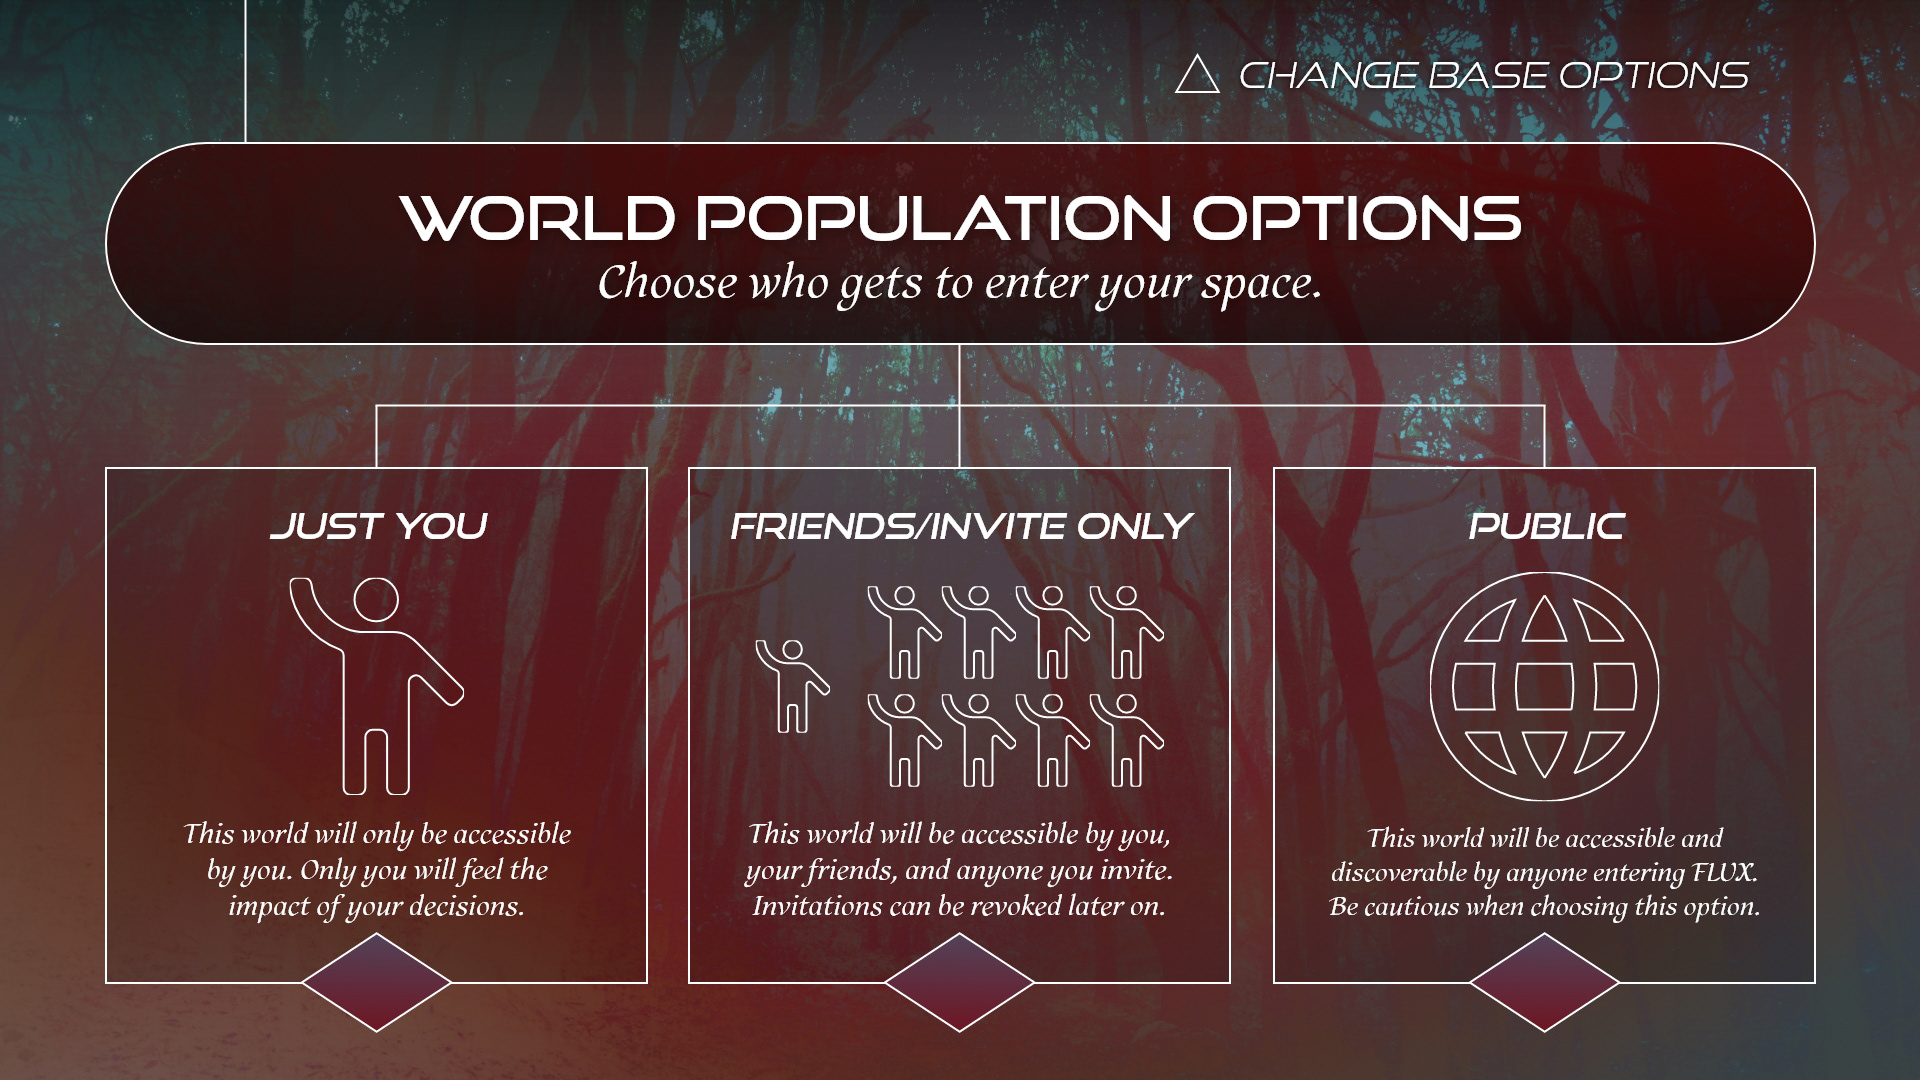 CHANGE BASE OPTIONS
WORLD POPULATION OPTIONS
Choose who gets to enter your space.
JUST YOU
This world will only be accessible
by you. Only you will feel the
impact of your decisions.
FRIENDS/INVITE ONLY
This world will be accessible by you,
your friends, and anyone you invite.
Invitations can be revoked later on.
PUBLIC
This world will be accessible and
discoverable by anyone entering FLUX.
Be cautious when choosing this option.